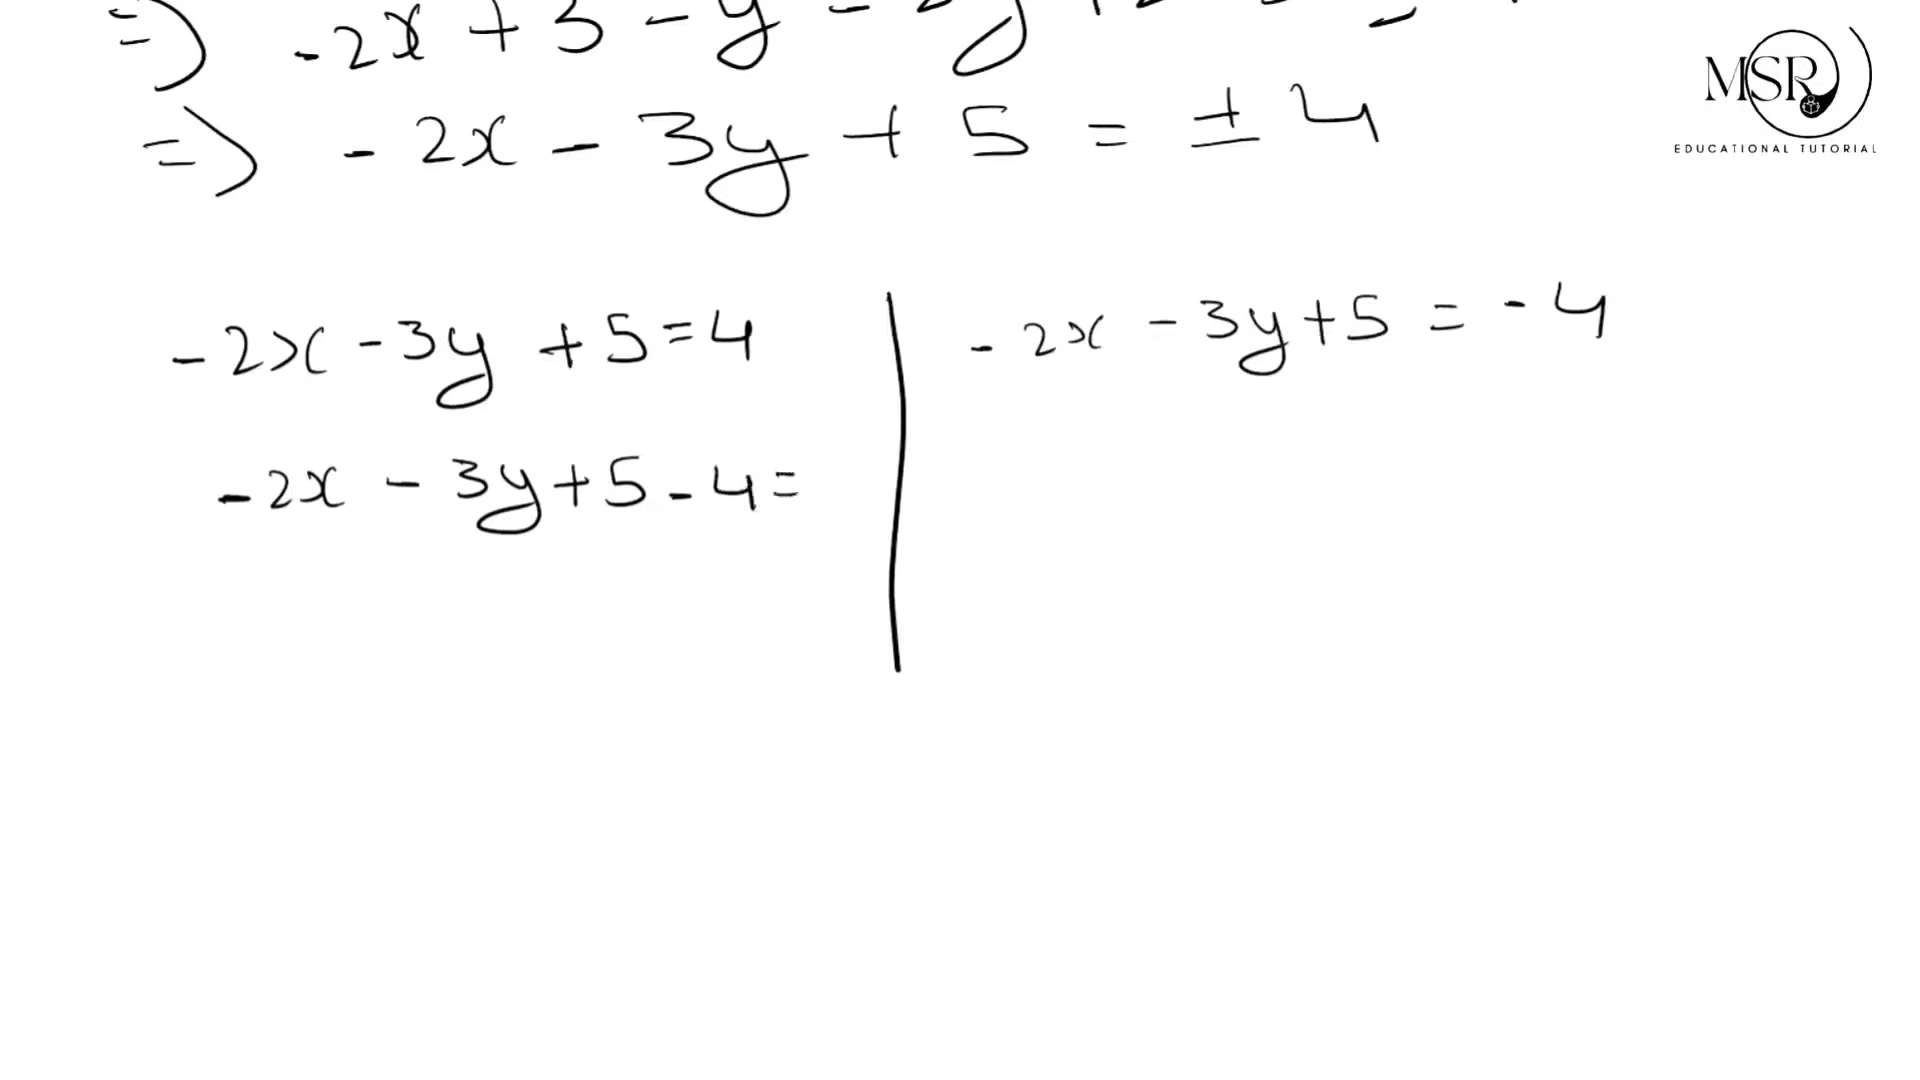 => -2x + 3 - y -
=> -2x - 3y + 5 = ± 4
-2x - 3y + 5 = 4
-2x - 3y + 5 - 4 =
-2x - 3y + 5 = -4
MSR
EDUCATIONAL TUTORIAL